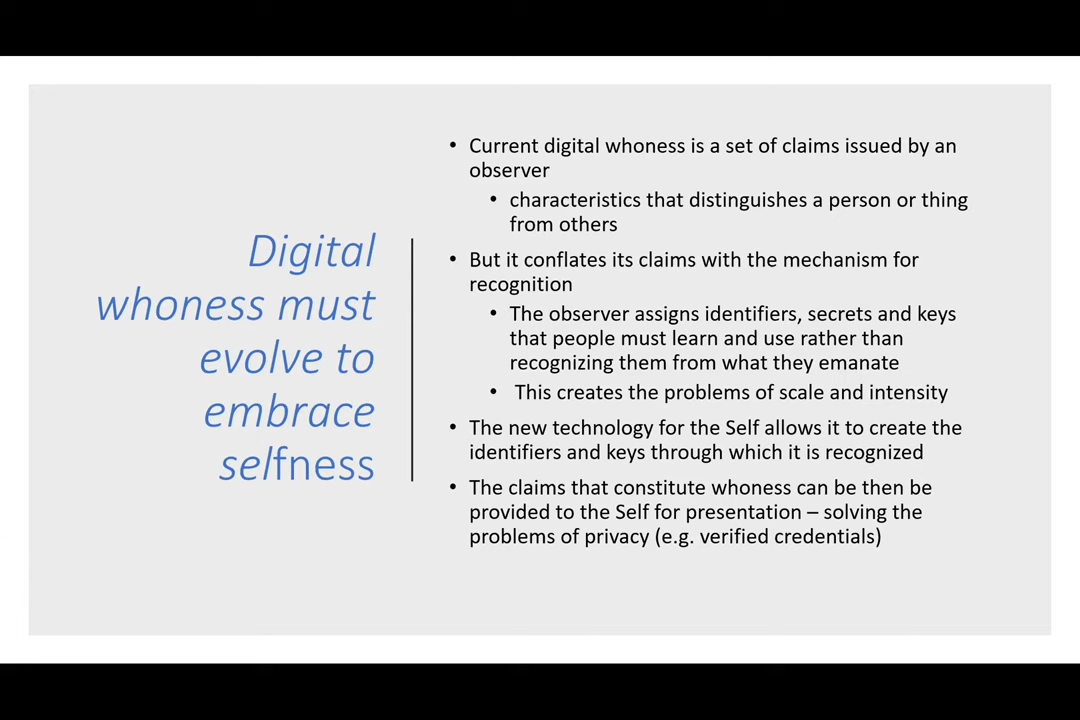 Digital
whoness must
evolve to
embrace
selfness
• Current digital whoness is a set of claims issued by an
observer
• characteristics that distinguishes a person or thing
from others
• But it conflates its claims with the mechanism for
recognition
• The observer assigns identifiers, secrets and keys
that people must learn and use rather than
recognizing them from what they emanate
• This creates the problems of scale and intensity
• The new technology for the Self allows it to create the
identifiers and keys through which it is recognized
• The claims that constitute whoness can be then be
provided to the Self for presentation – solving the
problems of privacy (e.g. verified credentials)